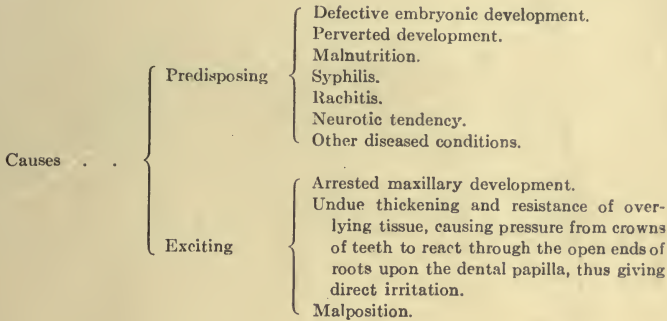 Defective embryonic development.
Perverted development.
Malnutrition.
Predisposing
Syphilis.
Rachitis.
Neurotic tendency.
Other diseased conditions.
Causes . .
Arrested maxillary development.
Undue thickening and resistance of over-
lying tissue, causing pressure from crowns
of teeth to react through the open ends of
Exciting
roots upon the dental papilla, thus giving
direct irritation.
Malposition.